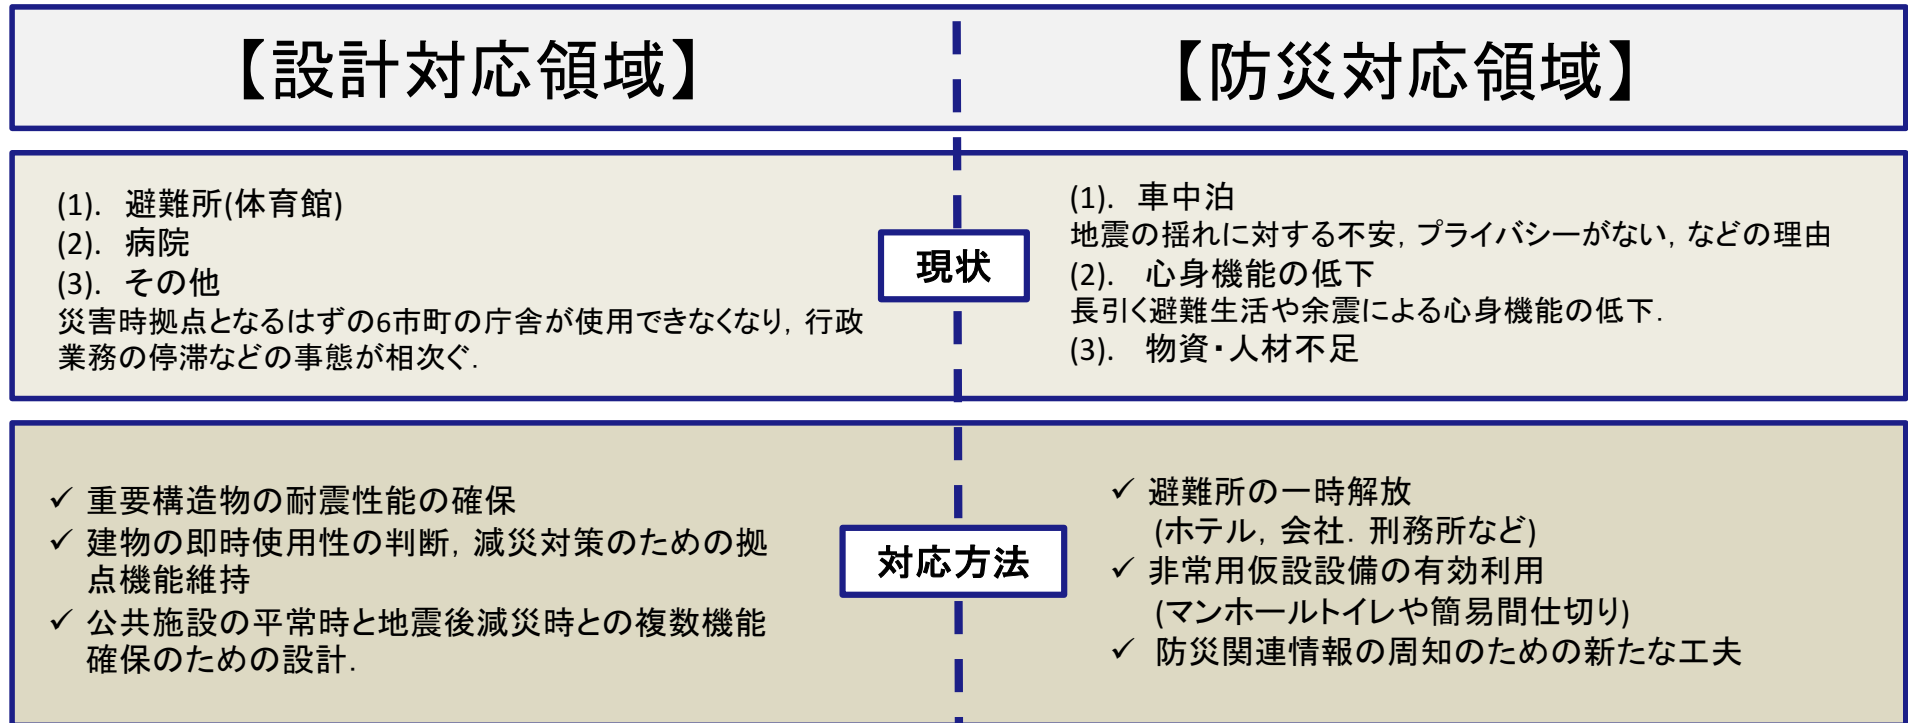 【設計対応領域】
【防災対応領域】
現状
(1). 避難所(体育館)
(2). 病院
(3). その他
災害時拠点となるはずの6市町の庁舎が使用できなくなり, 行政
業務の停滞などの事態が相次ぐ.
(1). 車中泊
地震の揺れに対する不安, プライバシーがない, などの理由
(2). 心身機能の低下
長引く避難生活や余震による心身機能の低下.
(3). 物資・人材不足
対応方法
✓ 重要構造物の耐震性能の確保
✓ 建物の即時使用性の判断, 減災対策のための拠
点機能維持
✓ 公共施設の平常時と地震後減災時との複数機能
確保のための設計.
✓ 避難所の一時解放
(ホテル, 会社. 刑務所など)
✓ 非常用仮設設備の有効利用
(マンホールトイレや簡易間仕切り)
✓ 防災関連情報の周知のための新たな工夫